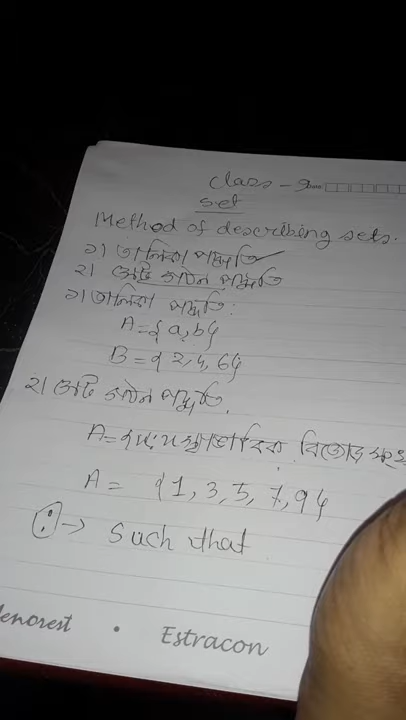 Class - 9
set
Method of describing sets.
১) তালিকা পদ্ধতি
২। সেট গঠন পদ্ধতি
১) তালিকা পদ্ধতি:
A = {a, b}
B = {2, 4, 6}
২। সেট গঠন পদ্ধতি.
A = {x: x স্বাভাবিক বিজোড়
A = {1, 3, 5, 7, 9}
: → Such that
enorest • Estracon